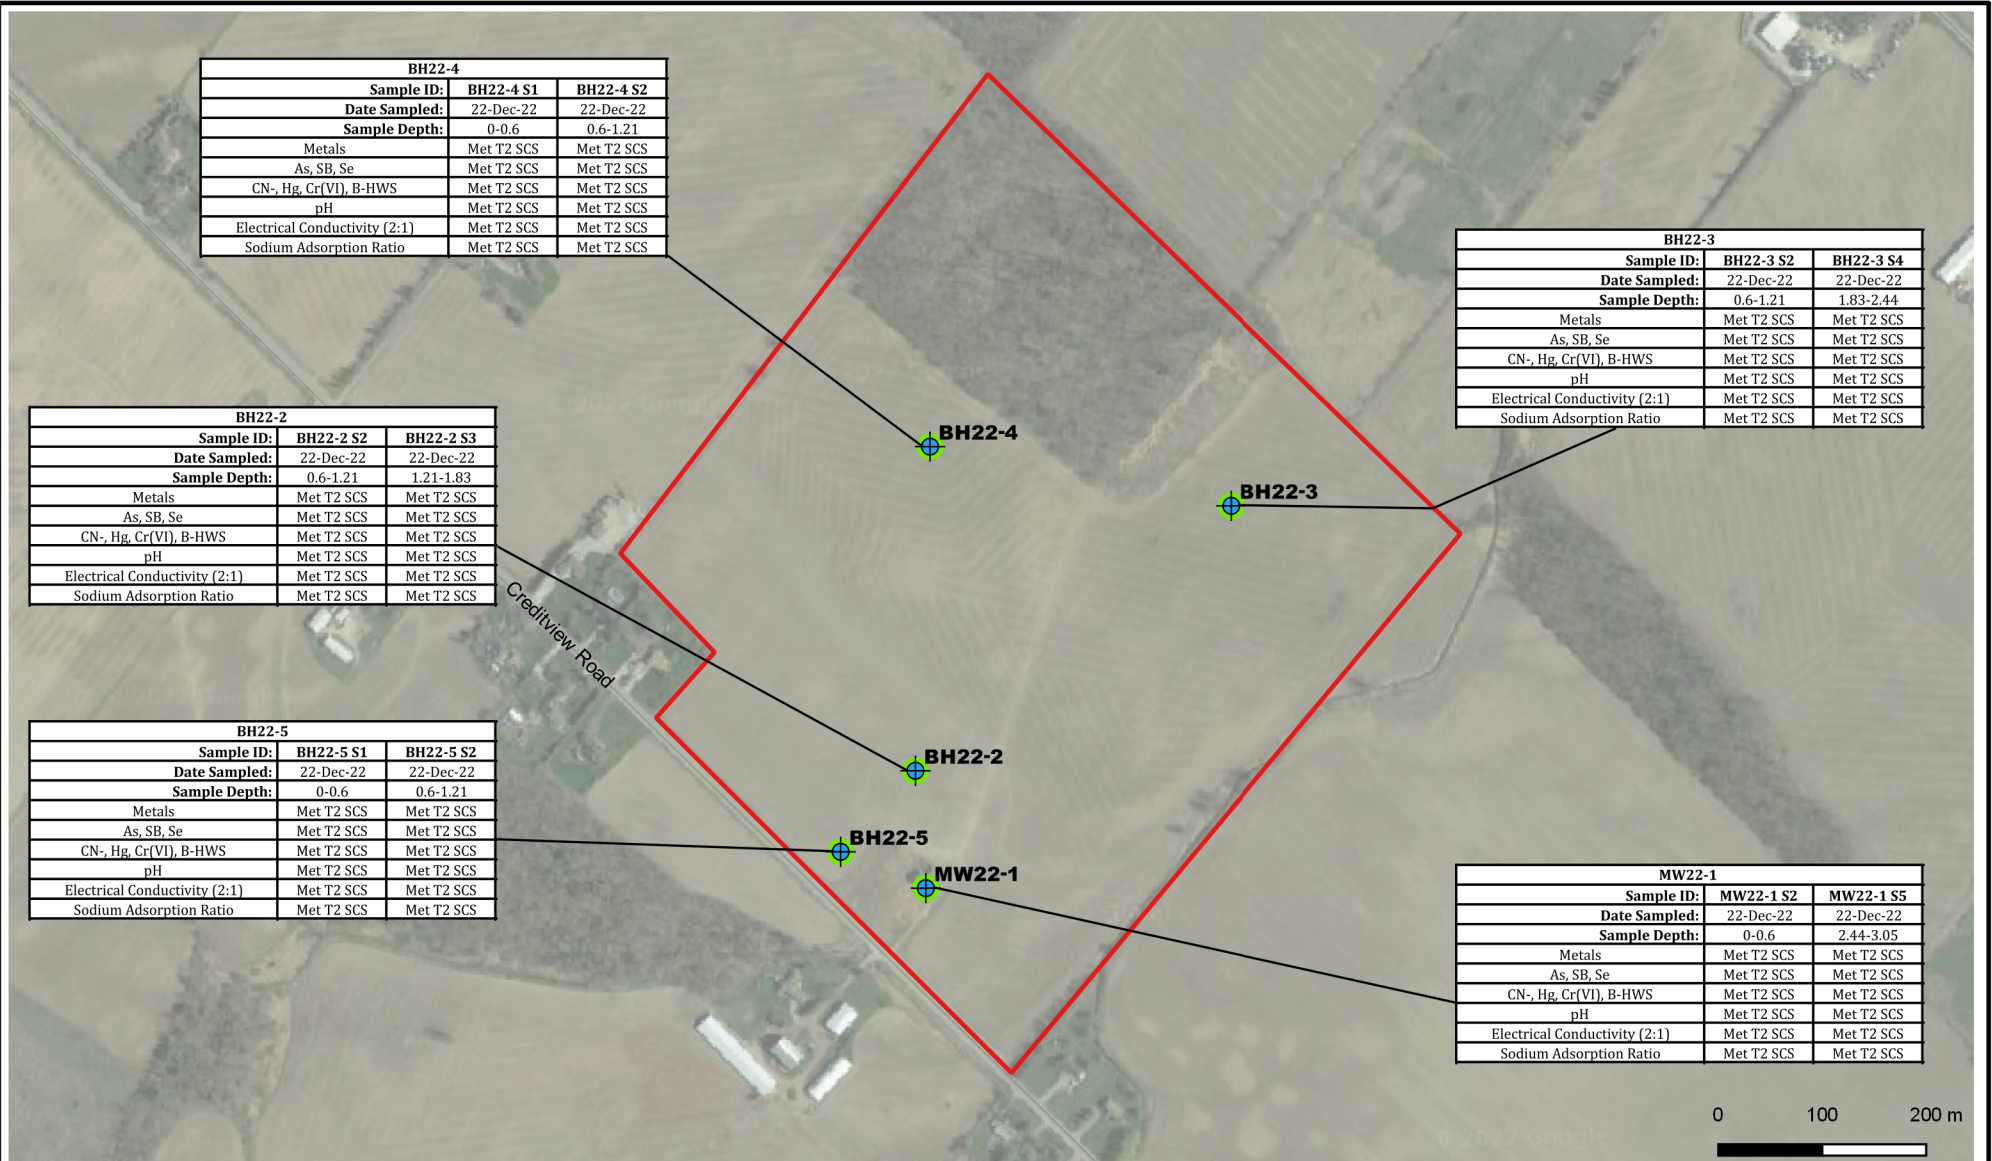 BH22-4
Sample ID: BH22-4 S1 BH22-4 S2
Date Sampled: 22-Dec-22 22-Dec-22
Sample Depth: 0-0.6 0.6-1.21
Metals Met T2 SCS Met T2 SCS
As, SB, Se Met T2 SCS Met T2 SCS
CN-, Hg, Cr(VI), B-HWS Met T2 SCS Met T2 SCS
pH Met T2 SCS Met T2 SCS
Electrical Conductivity (2:1) Met T2 SCS Met T2 SCS
Sodium Adsorption Ratio Met T2 SCS Met T2 SCS
BH22-3
Sample ID: BH22-3 S2 BH22-3 S4
Date Sampled: 22-Dec-22 22-Dec-22
Sample Depth: 0.6-1.21 1.83-2.44
Metals Met T2 SCS Met T2 SCS
As, SB, Se Met T2 SCS Met T2 SCS
CN-, Hg, Cr(VI), B-HWS Met T2 SCS Met T2 SCS
pH Met T2 SCS Met T2 SCS
Electrical Conductivity (2:1) Met T2 SCS Met T2 SCS
Sodium Adsorption Ratio Met T2 SCS Met T2 SCS
BH22-2
Sample ID: BH22-2 S2 BH22-2 S3
Date Sampled: 22-Dec-22 22-Dec-22
Sample Depth: 0.6-1.21 1.21-1.83
Metals Met T2 SCS Met T2 SCS
As, SB, Se Met T2 SCS Met T2 SCS
CN-, Hg, Cr(VI), B-HWS Met T2 SCS Met T2 SCS
pH Met T2 SCS Met T2 SCS
Electrical Conductivity (2:1) Met T2 SCS Met T2 SCS
Sodium Adsorption Ratio Met T2 SCS Met T2 SCS
BH22-4
BH22-3
Creditview Road
BH22-2
BH22-5
MW22-1
BH22-5
Sample ID: BH22-5 S1 BH22-5 S2
Date Sampled: 22-Dec-22 22-Dec-22
Sample Depth: 0-0.6 0.6-1.21
Metals Met T2 SCS Met T2 SCS
As, SB, Se Met T2 SCS Met T2 SCS
CN-, Hg, Cr(VI), B-HWS Met T2 SCS Met T2 SCS
pH Met T2 SCS Met T2 SCS
Electrical Conductivity (2:1) Met T2 SCS Met T2 SCS
Sodium Adsorption Ratio Met T2 SCS Met T2 SCS
MW22-1
Sample ID: MW22-1 S2 MW22-1 S5
Date Sampled: 22-Dec-22 22-Dec-22
Sample Depth: 0-0.6 2.44-3.05
Metals Met T2 SCS Met T2 SCS
As, SB, Se Met T2 SCS Met T2 SCS
CN-, Hg, Cr(VI), B-HWS Met T2 SCS Met T2 SCS
pH Met T2 SCS Met T2 SCS
Electrical Conductivity (2:1) Met T2 SCS Met T2 SCS
Sodium Adsorption Ratio Met T2 SCS Met T2 SCS
0 100 200 m